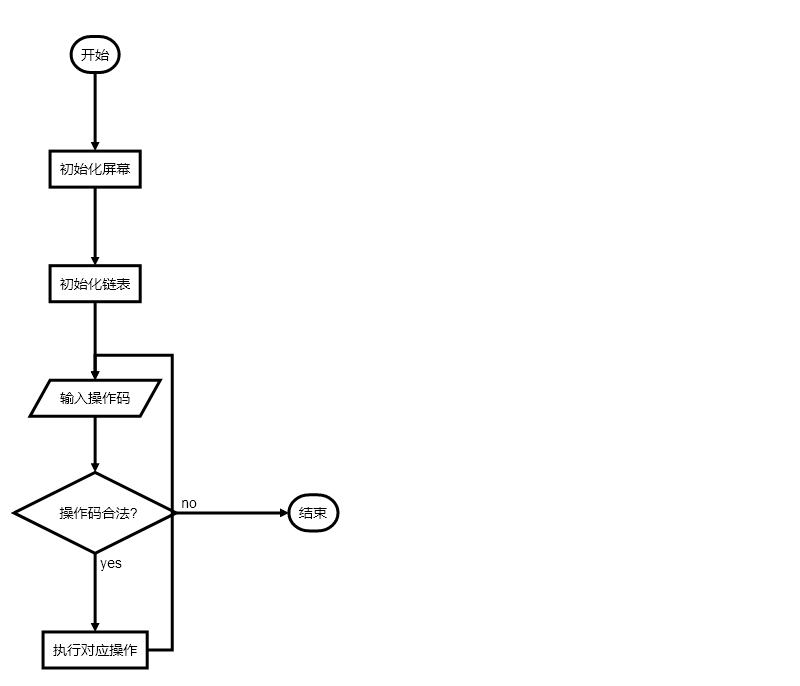 开始
初始化屏幕
初始化链表
输入操作码
操作码合法?
no
结束
yes
执行对应操作